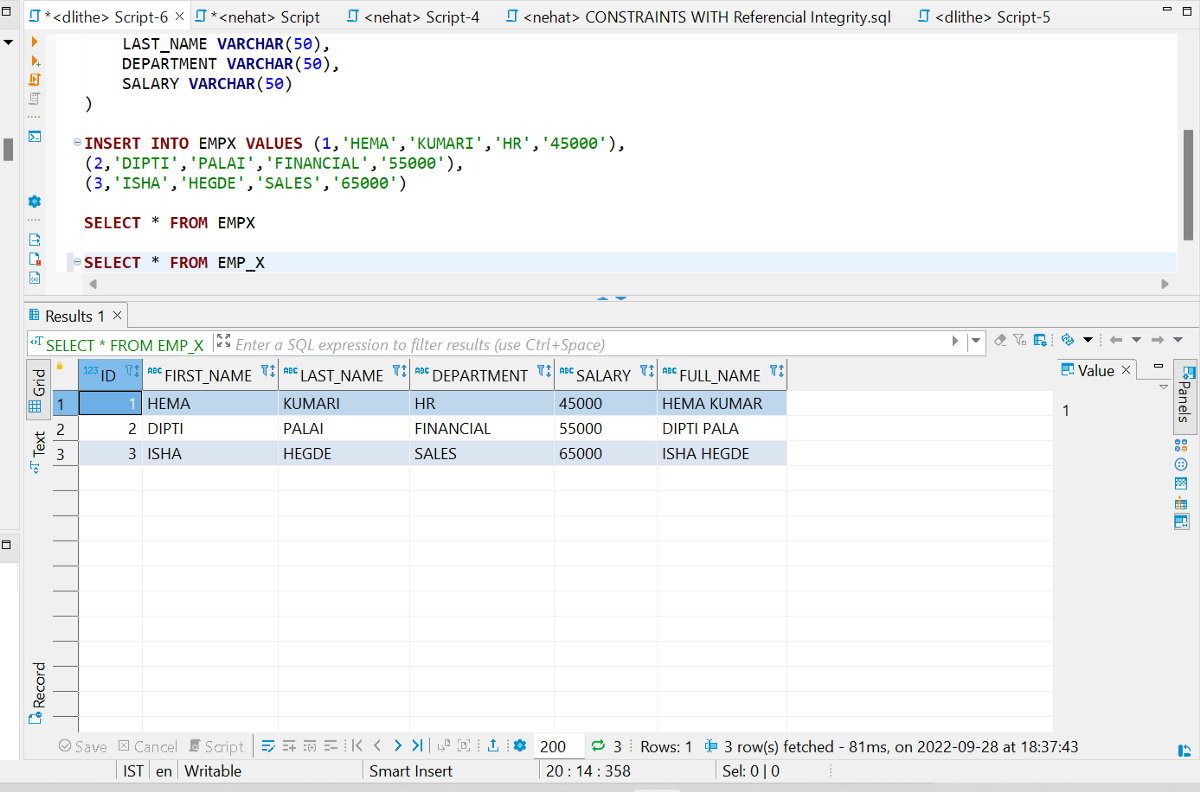 *<dlithe> Script-6 *<nehat> Script <nehat> Script-4 <nehat> CONSTRAINTS WITH Referencial Integrity.sql <dlithe> Script-5
LAST_NAME VARCHAR(50),
DEPARTMENT VARCHAR(50),
SALARY VARCHAR(50)
)
INSERT INTO EMPX VALUES (1,'HEMA','KUMARI','HR','45000'),
(2,'DIPTI','PALAI','FINANCIAL','55000'),
(3,'ISHA','HEGDE','SALES','65000')
SELECT * FROM EMPX
SELECT * FROM EMP_X
Results 1
SELECT * FROM EMP_X Enter a SQL expression to filter results (use Ctrl+Space)
Grid
Text
Record
123 ID ABC FIRST_NAME ABC LAST_NAME ABC DEPARTMENT ABC SALARY ABC FULL_NAME
1 1 HEMA KUMARI HR 45000 HEMA KUMAR
2 2 DIPTI PALAI FINANCIAL 55000 DIPTI PALA
3 3 ISHA HEGDE SALES 65000 ISHA HEGDE
Value
1
Panels
Save Cancel Script 200 3 Rows: 1 3 row(s) fetched - 81ms, on 2022-09-28 at 18:37:43
IST en Writable Smart Insert 20 : 14 : 358 Sel: 0 | 0